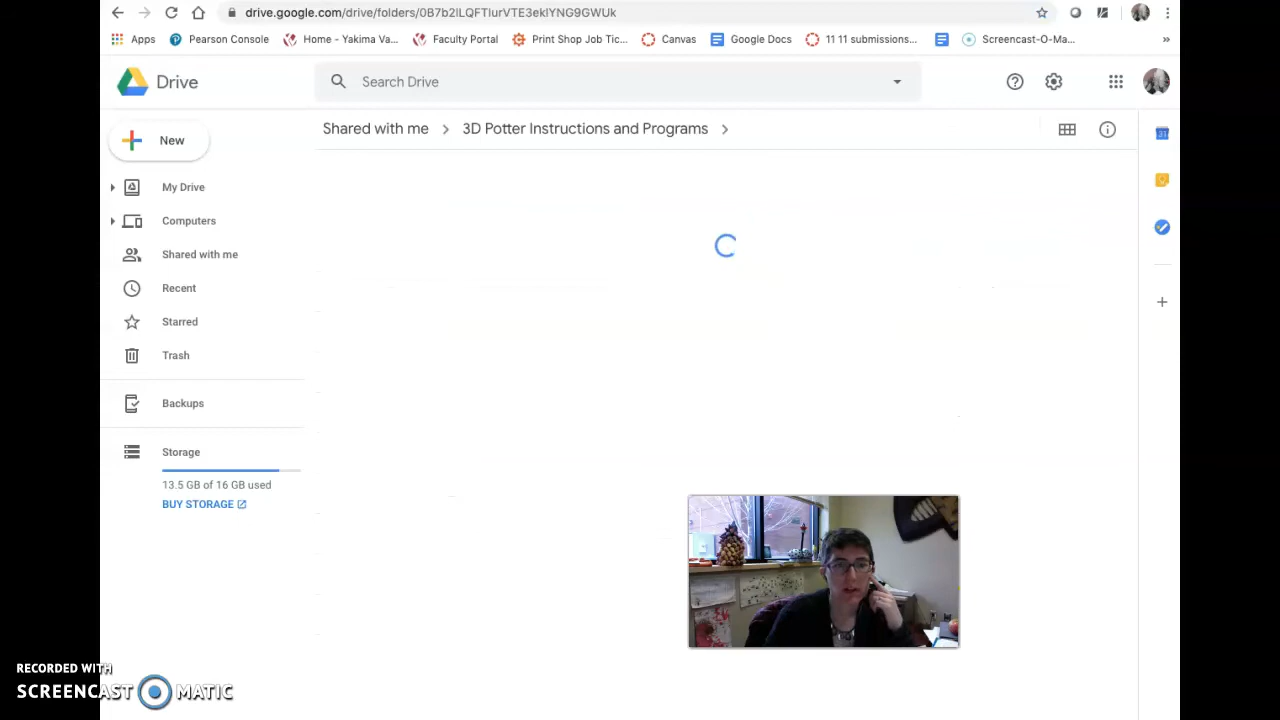 drive.google.com/drive/folders/0B7b2lLQFTlurVTE3eklYNG9GWUk
Apps Pearson Console Home - Yakima Va... Faculty Portal Print Shop Job Tic... Canvas Google Docs 11 11 submissions... Screencast-O-Ma... »
Drive
Search Drive
Shared with me > 3D Potter Instructions and Programs >
New
My Drive
Computers
Shared with me
Recent
Starred
Trash
Backups
Storage
13.5 GB of 16 GB used
BUY STORAGE
31
RECORDED WITH
SCREENCAST MATIC